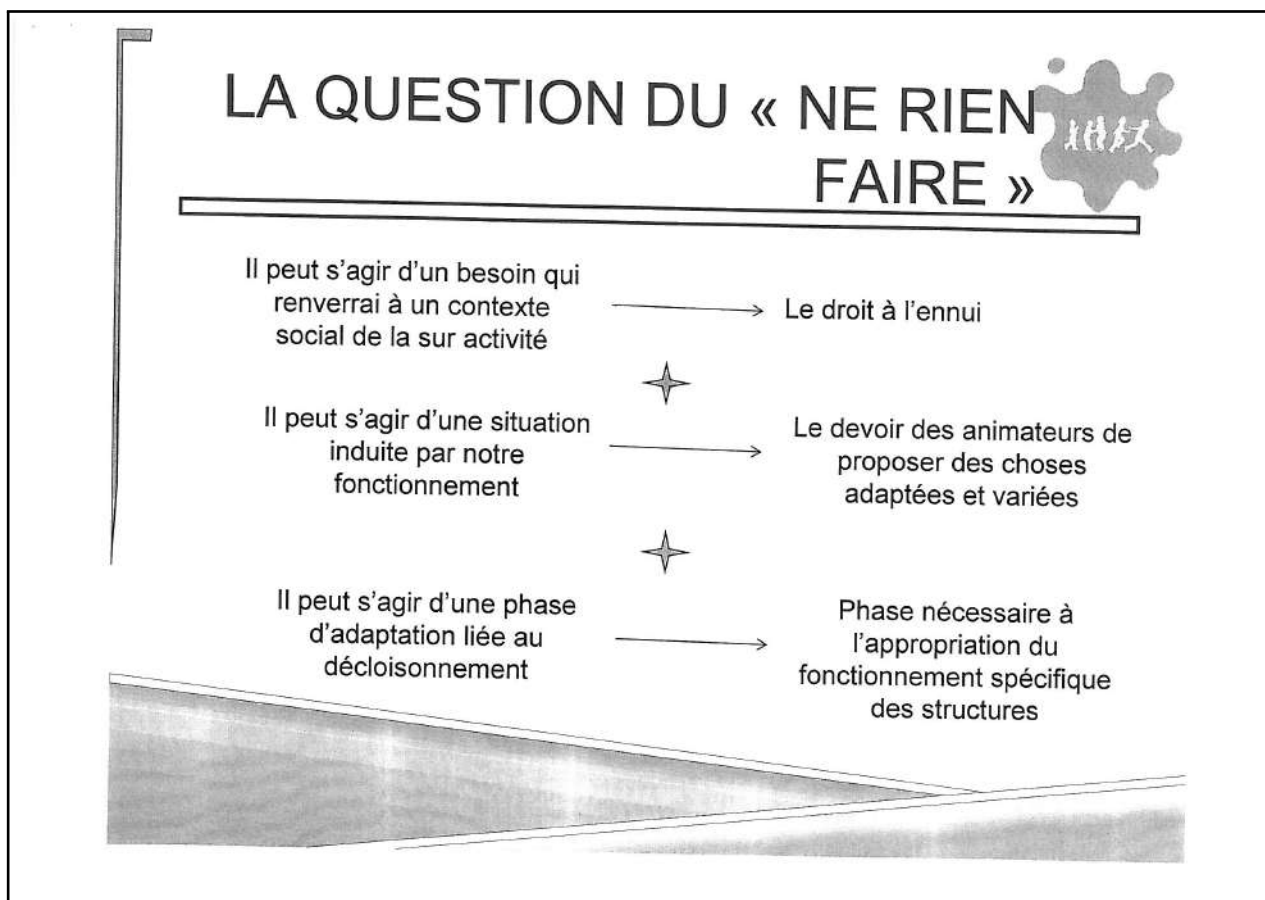 LA QUESTION DU « NE RIEN
FAIRE »
Il peut s'agir d'un besoin qui
renverrai à un contexte
social de la sur activité
Le droit à l'ennui
Il peut s'agir d'une situation
induite par notre
fonctionnement
Le devoir des animateurs de
proposer des choses
adaptées et variées
Il peut s'agir d'une phase
d'adaptation liée au
décloisonnement
Phase nécessaire à
l'appropriation du
fonctionnement spécifique
des structures